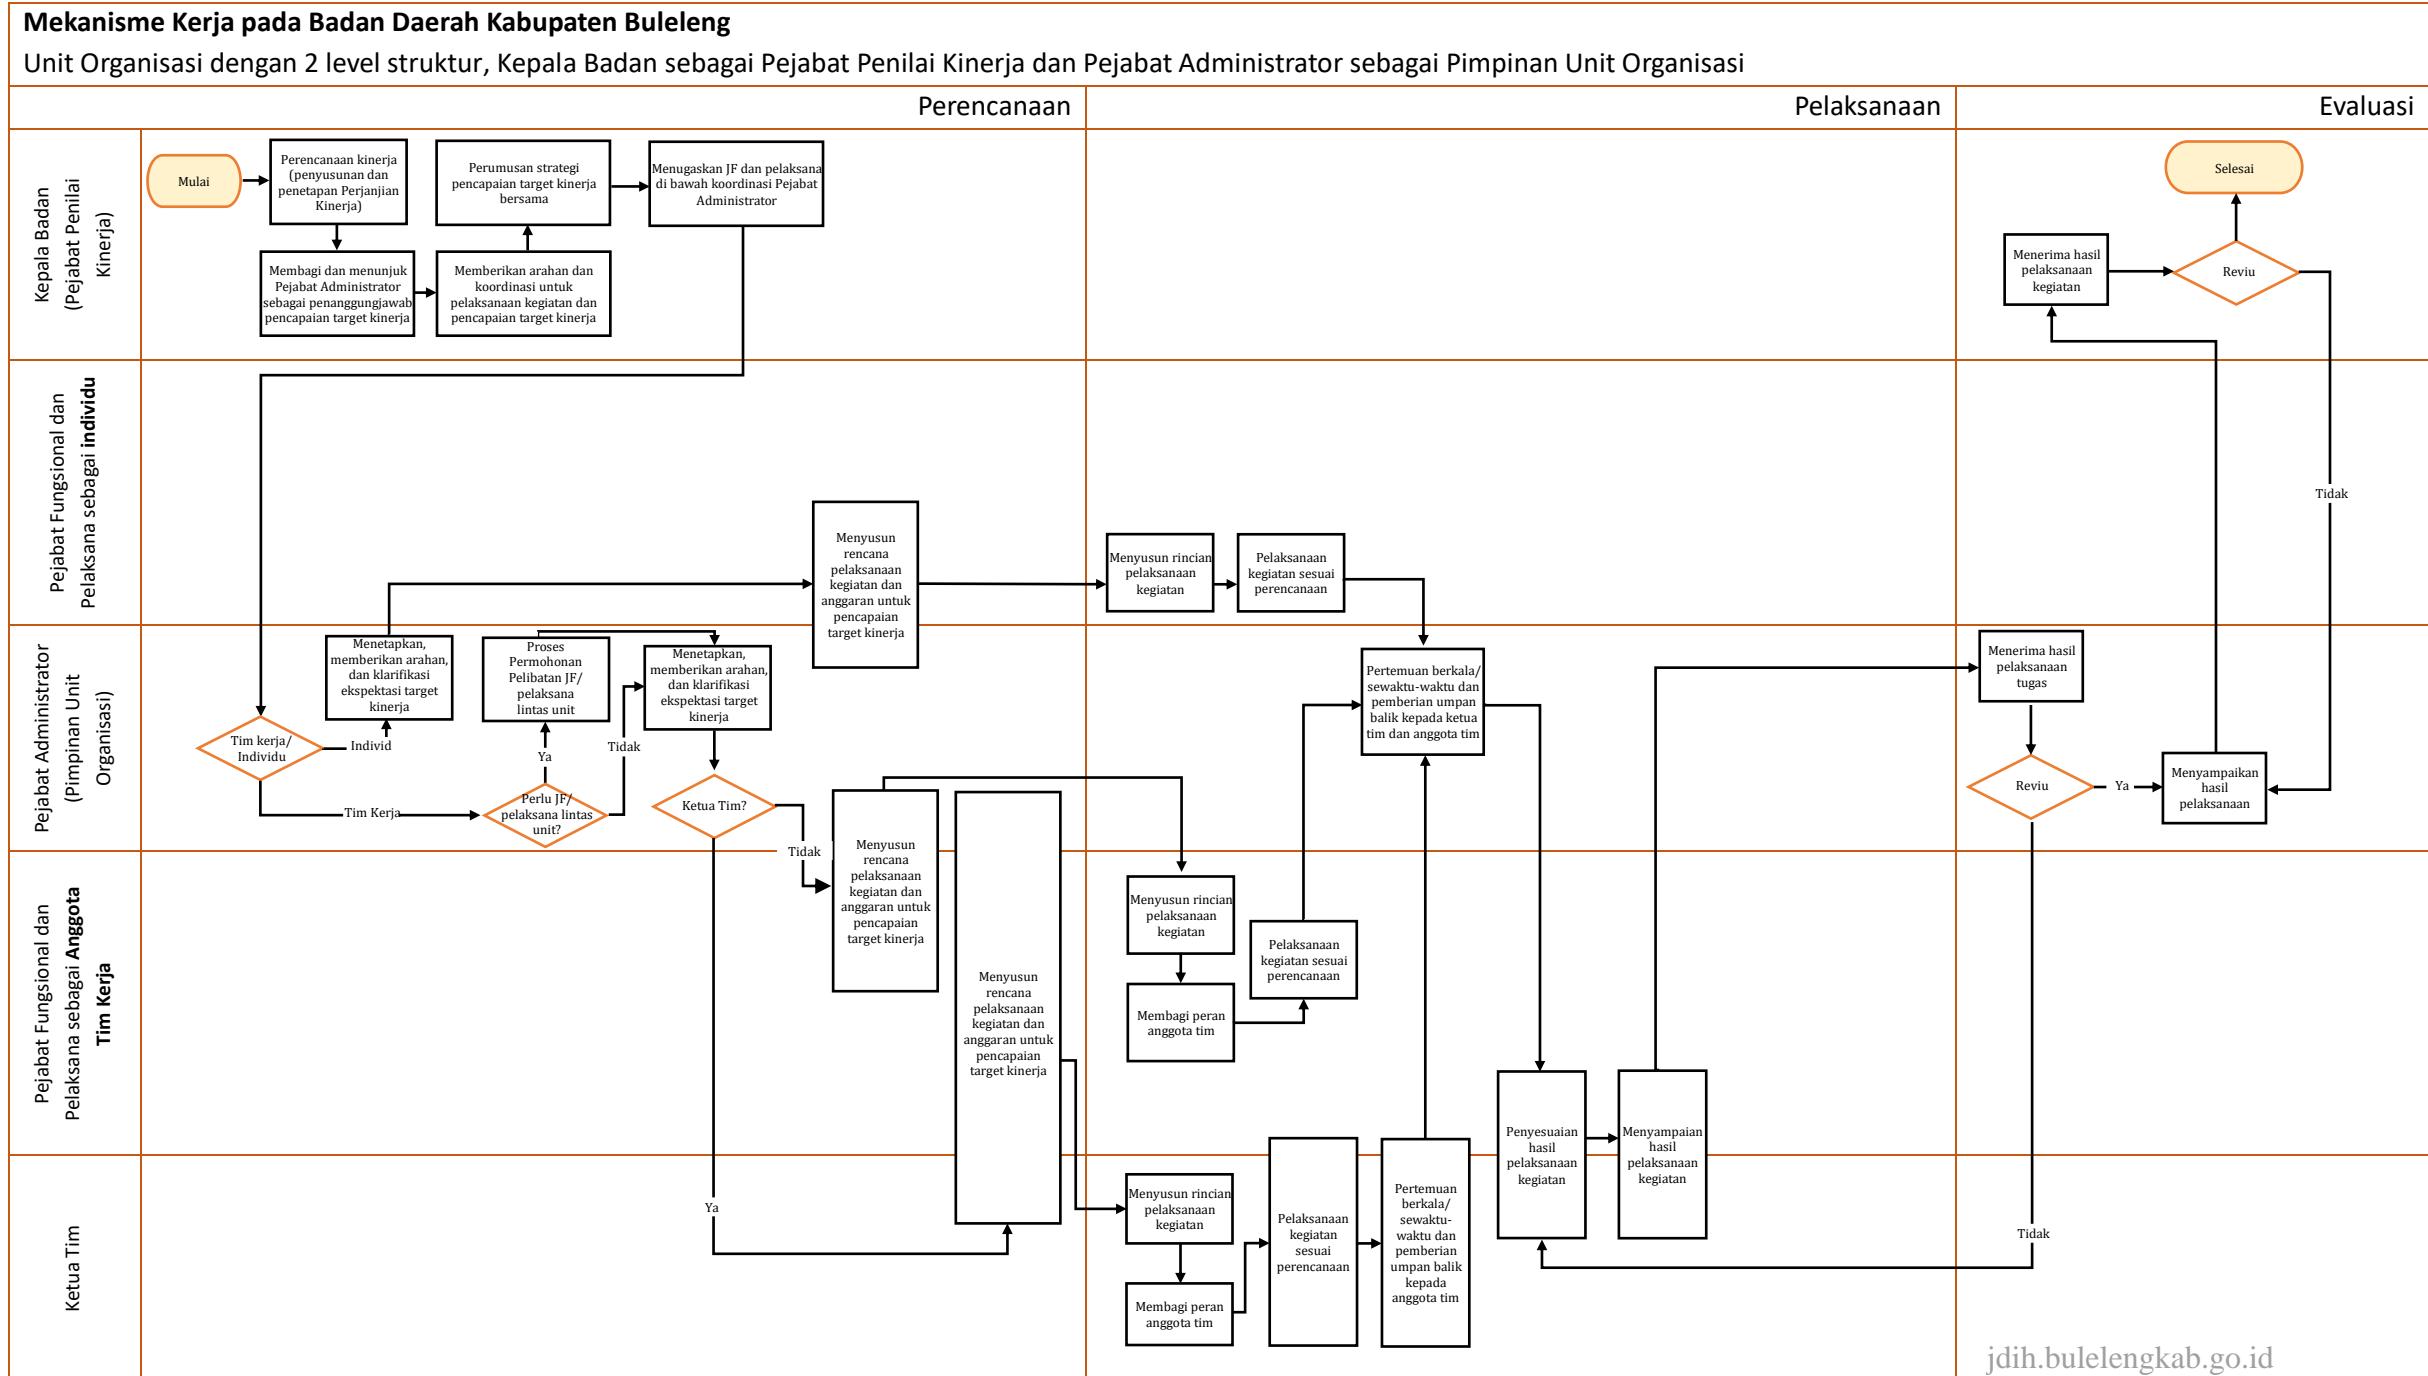 Mekanisme Kerja pada Badan Daerah Kabupaten Buleleng
Unit Organisasi dengan 2 level struktur, Kepala Badan sebagai Pejabat Penilai Kinerja dan Pejabat Administrator sebagai Pimpinan Unit Organisasi
Perencanaan
Pelaksanaan
Evaluasi
Kepala Badan
(Pejabat Penilai
Kinerja)
Mulai
Perencanaan kinerja
(penyusunan dan
penetapan Perjanjian
Kinerja)
Membagi dan menunjuk
Pejabat Administrator
sebagai penanggungjawab
pencapaian target kinerja
Memberikan arahan dan
koordinasi untuk
pelaksanaan kegiatan dan
pencapaian target kinerja
Perumusan strategi
pencapaian target kinerja
bersama
Menugaskan JF dan pelaksana
di bawah koordinasi Pejabat
Administrator
Selesai
Menerima hasil
pelaksanaan
kegiatan
Reviu
Tidak
Pejabat Fungsional dan
Pelaksana sebagai individu
Menyusun
rencana
pelaksanaan
kegiatan dan
anggaran untuk
pencapaian
target kinerja
Menyusun rincian
pelaksanaan
kegiatan
Pelaksanaan
kegiatan sesuai
perencanaan
Pejabat Administrator
(Pimpinan Unit
Organisasi)
Tim kerja/
Individu
Individ
Tim Kerja
Menetapkan,
memberikan arahan,
dan klarifikasi
ekspektasi target
kinerja
Proses
Permohonan
Pelibatan JF/
pelaksana
lintas unit
Ya
Perlu JF/
pelaksana lintas
unit?
Tidak
Menetapkan,
memberikan arahan,
dan klarifikasi
ekspektasi target
kinerja
Ketua Tim?
Tidak
Ya
Pertemuan berkala/
sewaktu-waktu dan
pemberian umpan
balik kepada ketua
tim dan anggota tim
Menerima hasil
pelaksanaan
tugas
Reviu
Ya
Menyampaikan
hasil
pelaksanaan
Tidak
Pejabat Fungsional dan
Pelaksana sebagai Anggota
Tim Kerja
Menyusun
rencana
pelaksanaan
kegiatan dan
anggaran untuk
pencapaian
target kinerja
Menyusun
rencana
pelaksanaan
kegiatan dan
anggaran untuk
pencapaian
target kinerja
Menyusun rincian
pelaksanaan
kegiatan
Membagi peran
anggota tim
Pelaksanaan
kegiatan sesuai
perencanaan
Penyesuaian
hasil
pelaksanaan
kegiatan
Menyampaian
hasil
pelaksanaan
kegiatan
Ketua Tim
Menyusun rincian
pelaksanaan
kegiatan
Membagi peran
anggota tim
Pelaksanaan
kegiatan
sesuai
perencanaan
Pertemuan
berkala/
sewaktu-
waktu dan
pemberian
umpan balik
kepada
anggota tim
jdih.bulelengkab.go.id